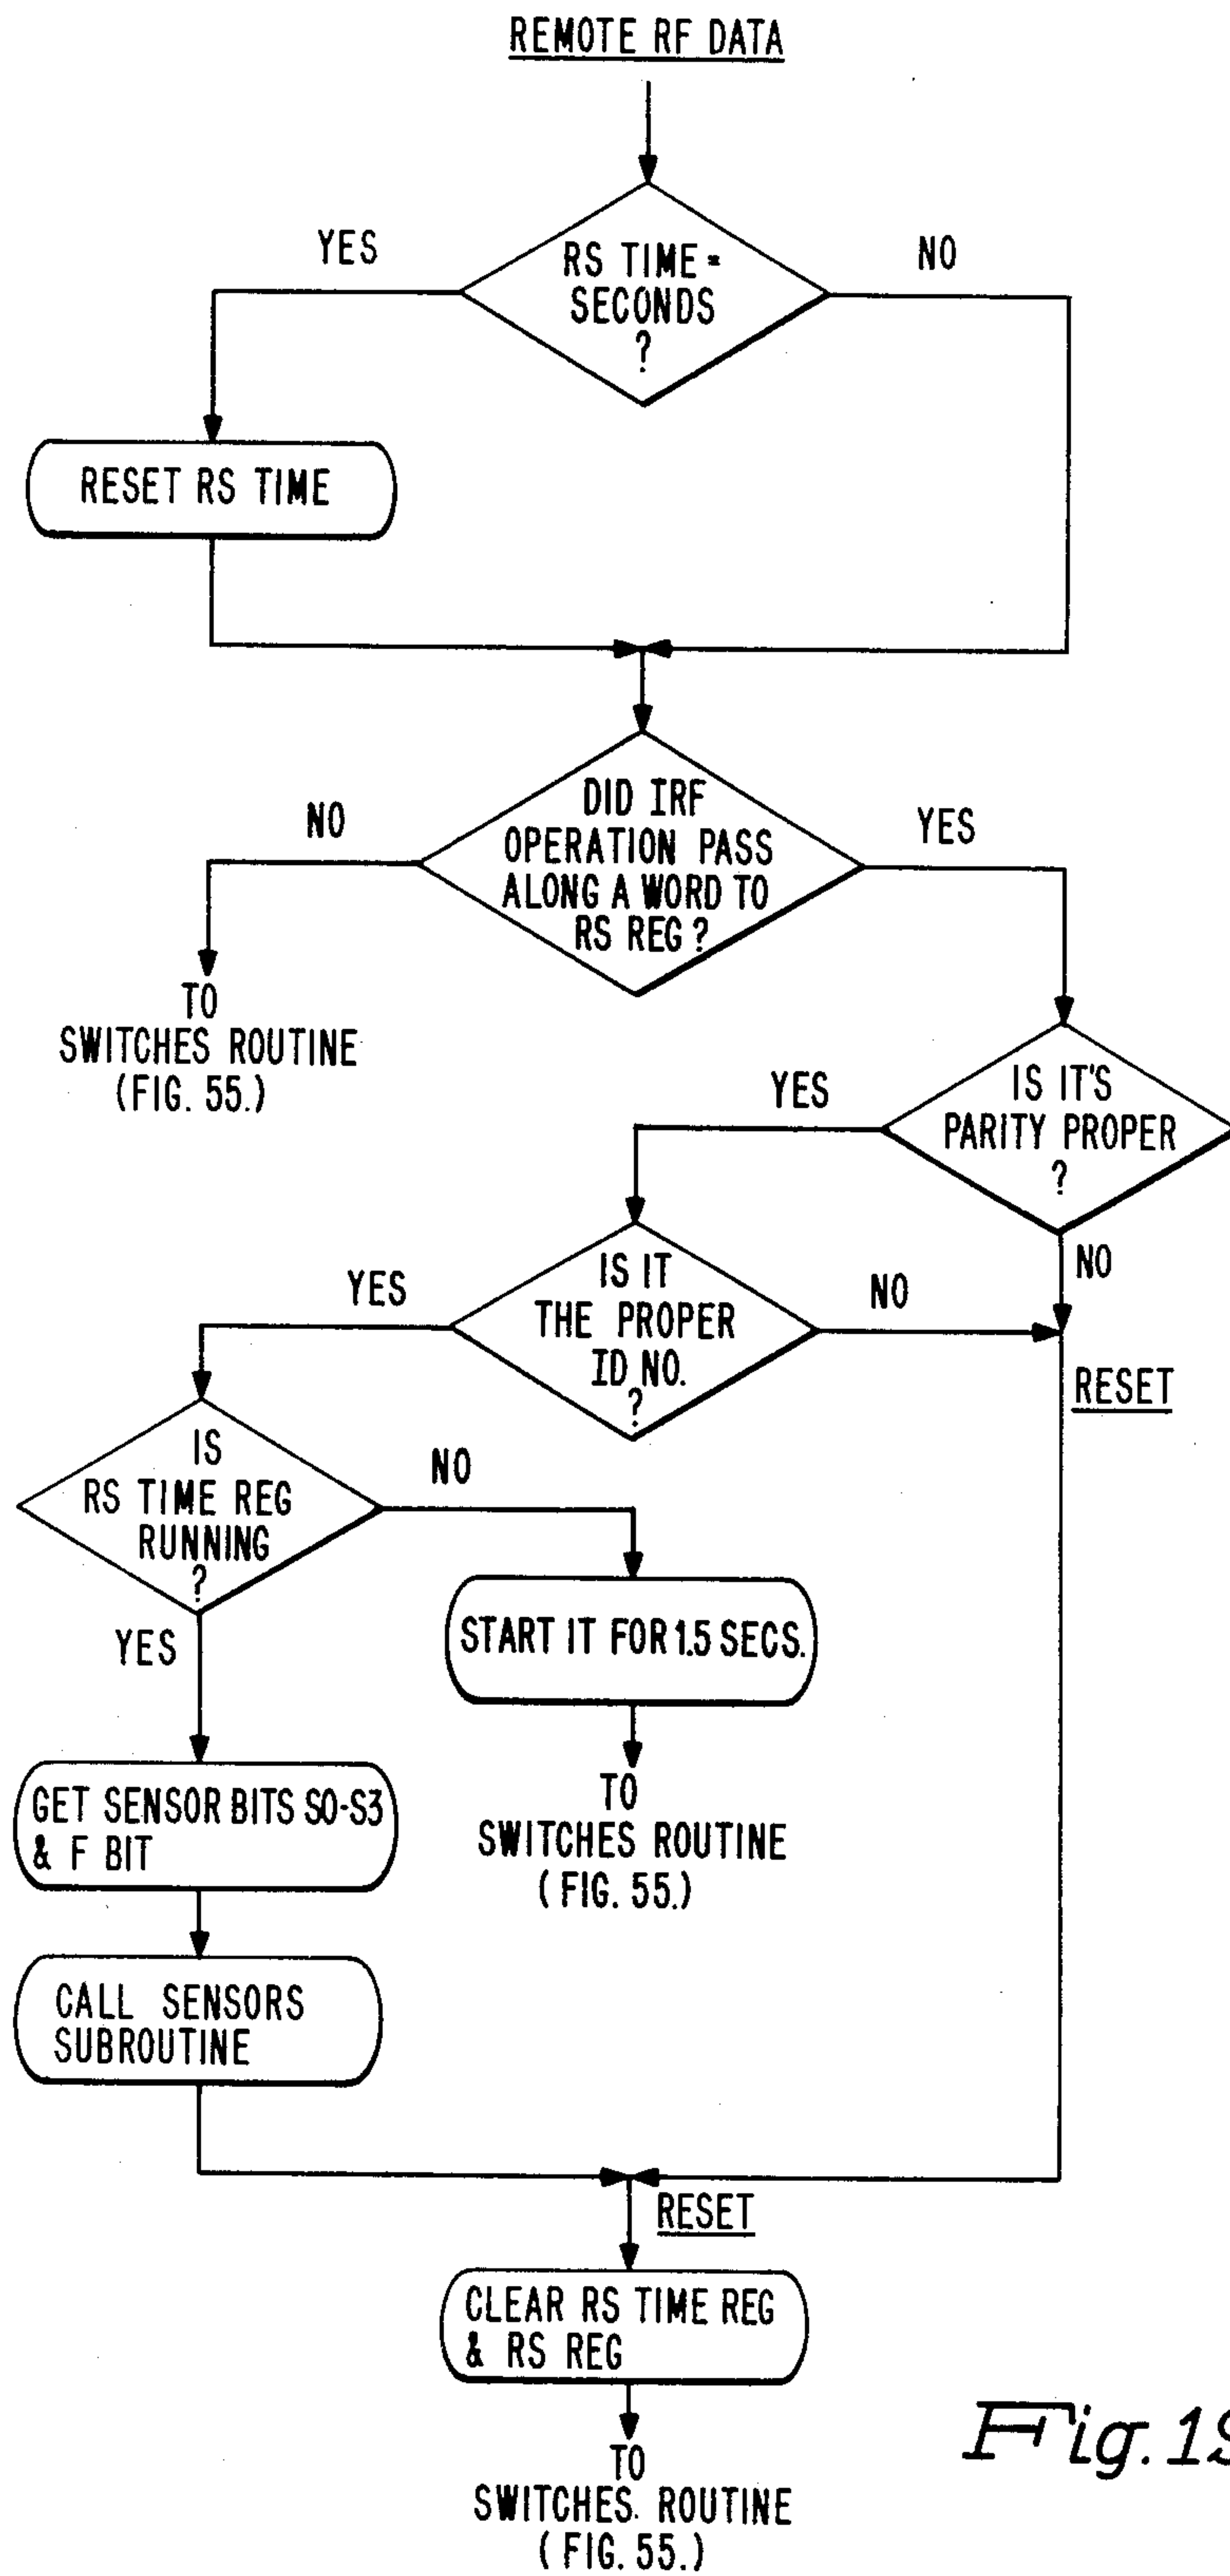 REMOTE RF DATA
YES
RS TIME =
SECONDS
?
NO
RESET RS TIME
NO
DID IRF
OPERATION PASS
ALONG A WORD TO
RS REG ?
YES
TO
SWITCHES ROUTINE
(FIG. 55.)
YES
IS IT'S
PARITY PROPER
?
NO
YES
IS IT
THE PROPER
ID NO.
?
NO
RESET
IS
RS TIME REG
RUNNING
?
NO
YES
START IT FOR 1.5 SECS.
TO
SWITCHES ROUTINE
( FIG. 55.)
GET SENSOR BITS S0-S3
& F BIT
CALL SENSORS
SUBROUTINE
RESET
CLEAR RS TIME REG
& RS REG
TO
SWITCHES ROUTINE
( FIG. 55.)
Fig. 19